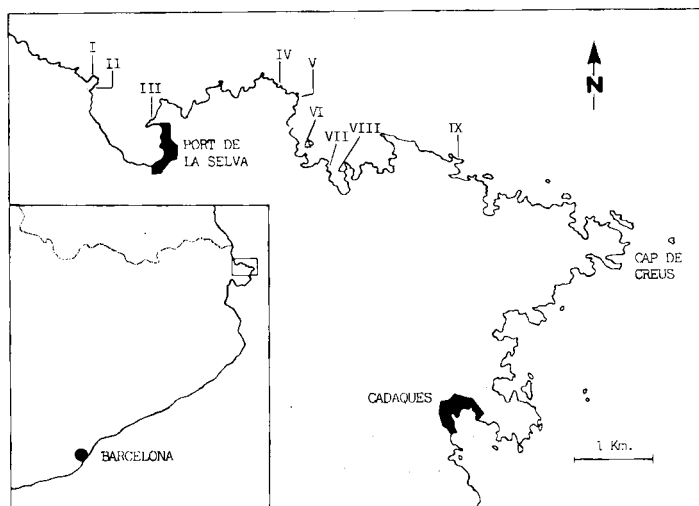 I
II
III
IV
V
VI
VII
VIII
IX
N
PORT DE
LA SELVA
CAP DE
CREUS
CADAQUES
1 Km.
BARCELONA